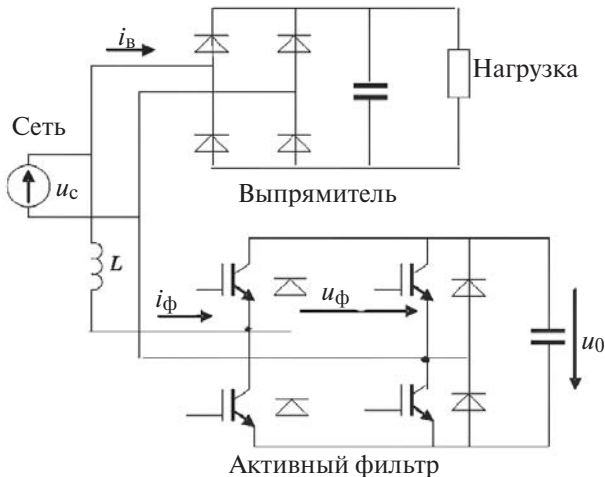 iв
Нагрузка
Сеть
uс
Выпрямитель
L
iф
uф
u0
Активный фильтр